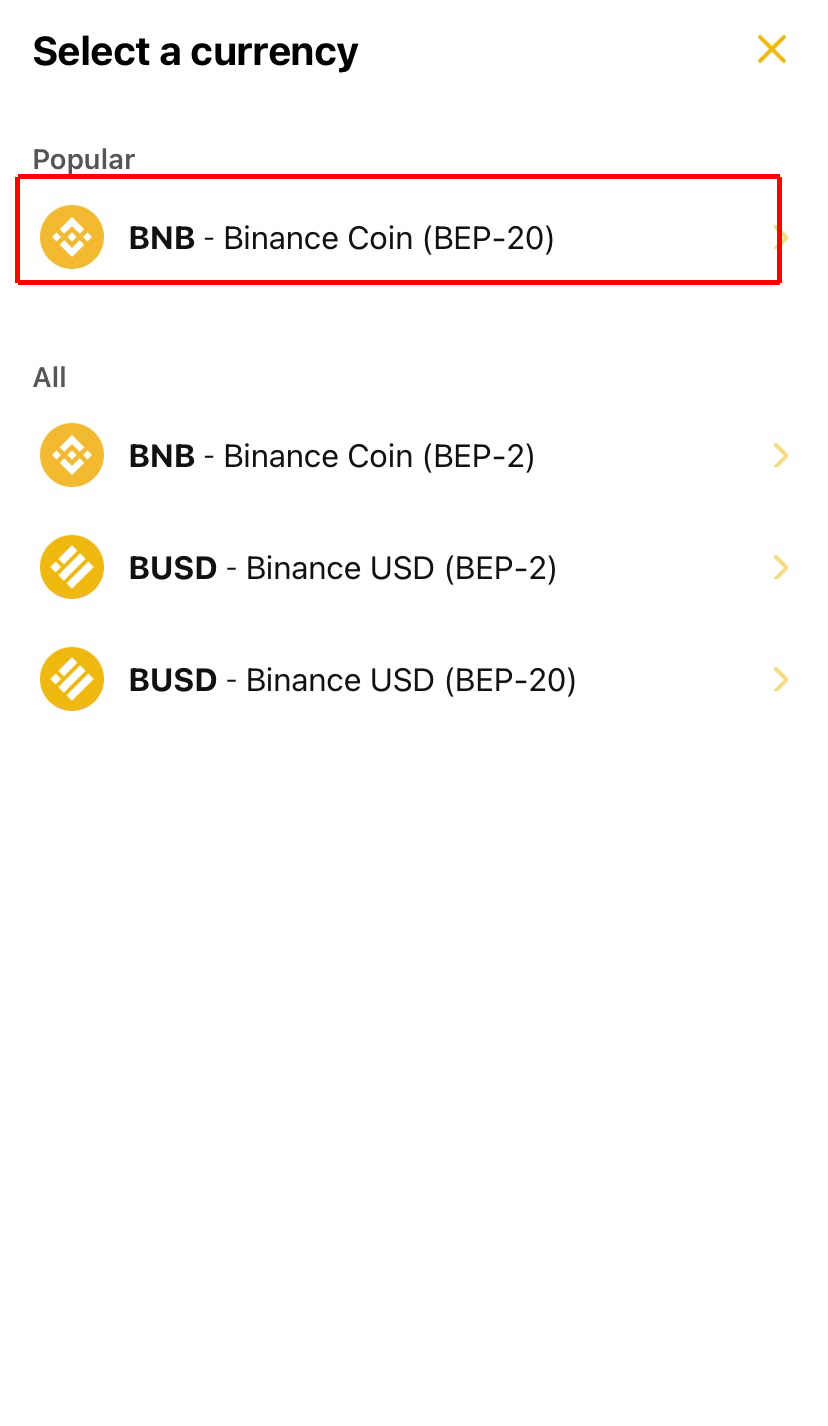 Select a currency
Popular
BNB - Binance Coin (BEP-20)
All
BNB - Binance Coin (BEP-2)
BUSD - Binance USD (BEP-2)
BUSD - Binance USD (BEP-20)